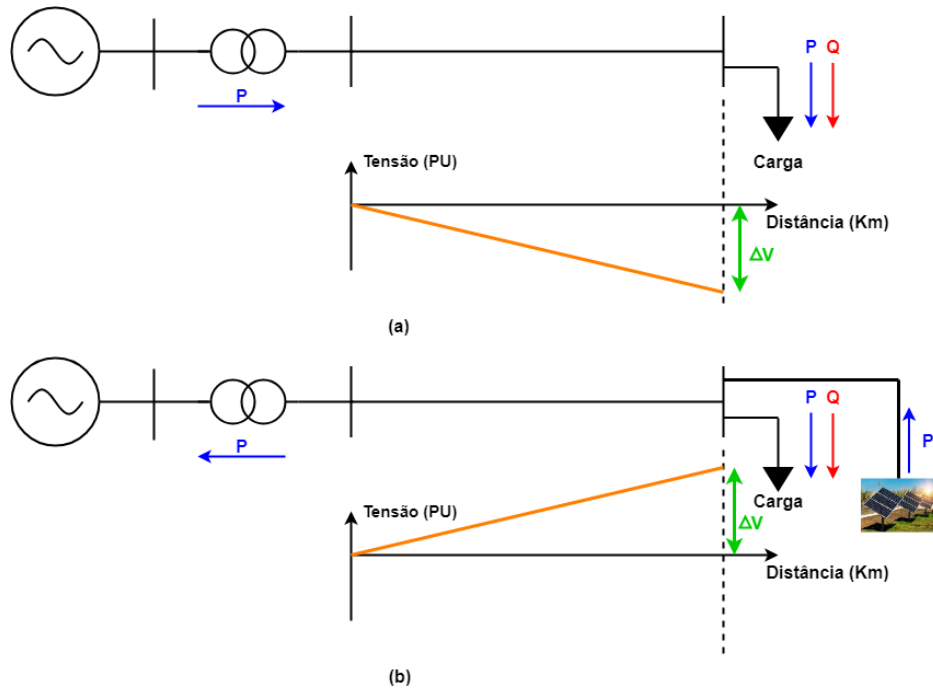 P Q
P
Tensão (PU)
Carga
Distância (Km)
ΔV
(a)
P Q
P
P
Tensão (PU)
Carga
ΔV
Distância (Km)
(b)